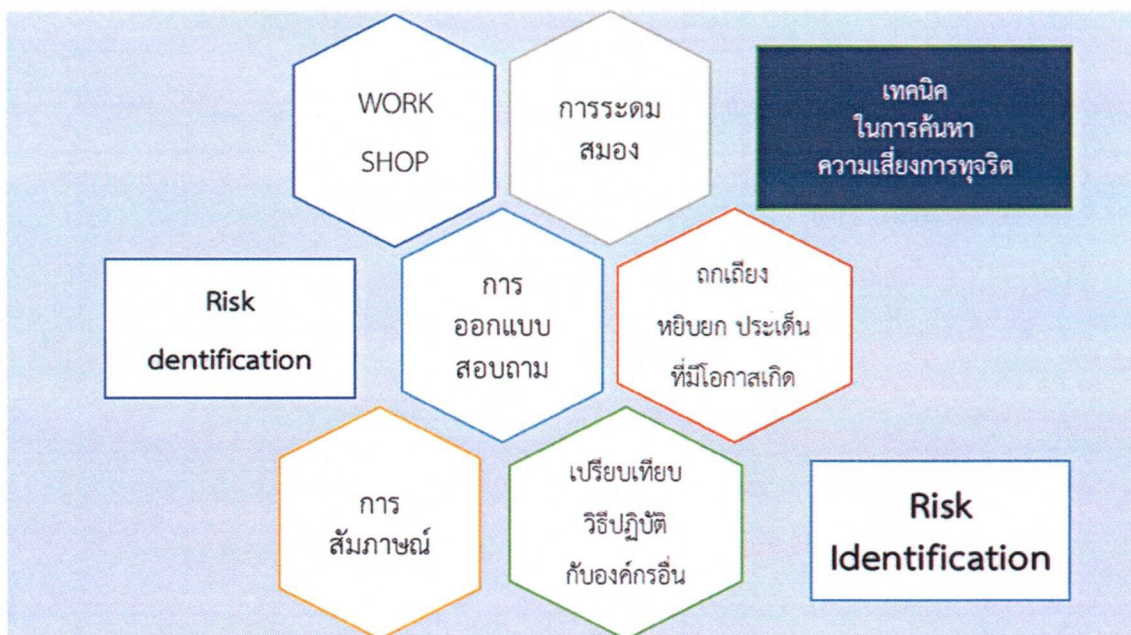 WORK
SHOP
การระดม
สมอง
เทคนิค
ในการค้นหา
ความเสี่ยงการทุจริต
Risk
dentification
การ
ออกแบบ
สอบถาม
ถกเถียง
หยิบยก ประเด็น
ที่มีโอกาสเกิด
การ
สัมภาษณ์
เปรียบเทียบ
วิธีปฏิบัติ
กับองค์กรอื่น
Risk
Identification